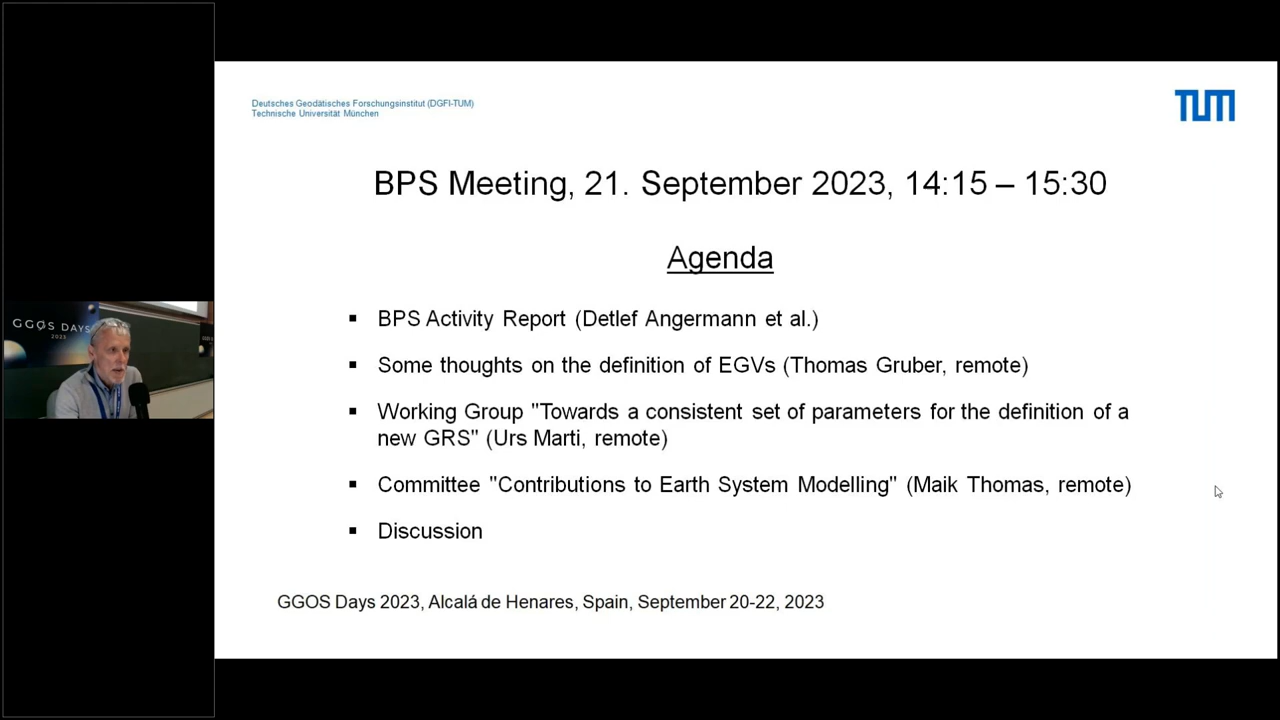 Deutsches Geodätisches Forschungsinstitut (DGFI-TUM)
Technische Universität München
TUM
BPS Meeting, 21. September 2023, 14:15 – 15:30
Agenda
▪ BPS Activity Report (Detlef Angermann et al.)
▪ Some thoughts on the definition of EGVs (Thomas Gruber, remote)
▪ Working Group "Towards a consistent set of parameters for the definition of a
new GRS" (Urs Marti, remote)
▪ Committee "Contributions to Earth System Modelling" (Maik Thomas, remote)
▪ Discussion
GGOS Days 2023, Alcalá de Henares, Spain, September 20-22, 2023
GGOS DAYS
2023